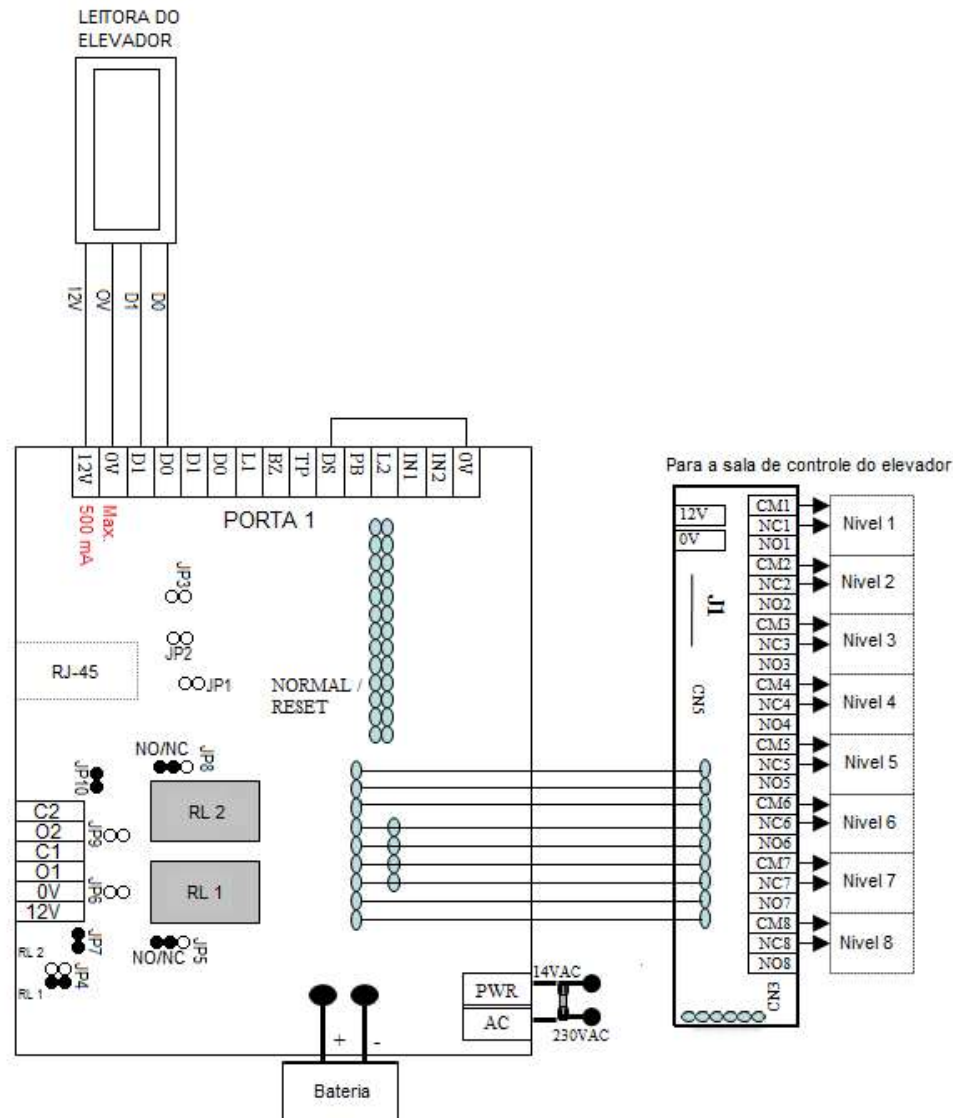 LEITORA DO
ELEVADOR
12V
0V
D1
D0
12V
0V
D1
D0
D1
D0
L1
BZ
TP
DS
PB
L2
IN1
IN2
0V
Max.
500 mA
PORTA 1
JP3
JP2
JP1
RJ-45
NORMAL /
RESET
NO/NC
JP8
JP10
RL 2
C2
O2
C1
O1
0V
12V
JP9
JP6
RL 1
NO/NC
JP5
JP7
RL 2
JP4
RL 1
PWR
AC
14VAC
230VAC
+
-
Bateria
Para a sala de controle do elevador
12V
0V
J1
CN5
CN3
CM1
NC1
NO1
Nivel 1
CM2
NC2
NO2
Nivel 2
CM3
NC3
NO3
Nivel 3
CM4
NC4
NO4
Nivel 4
CM5
NC5
NO5
Nivel 5
CM6
NC6
NO6
Nivel 6
CM7
NC7
NO7
Nivel 7
CM8
NC8
NO8
Nivel 8